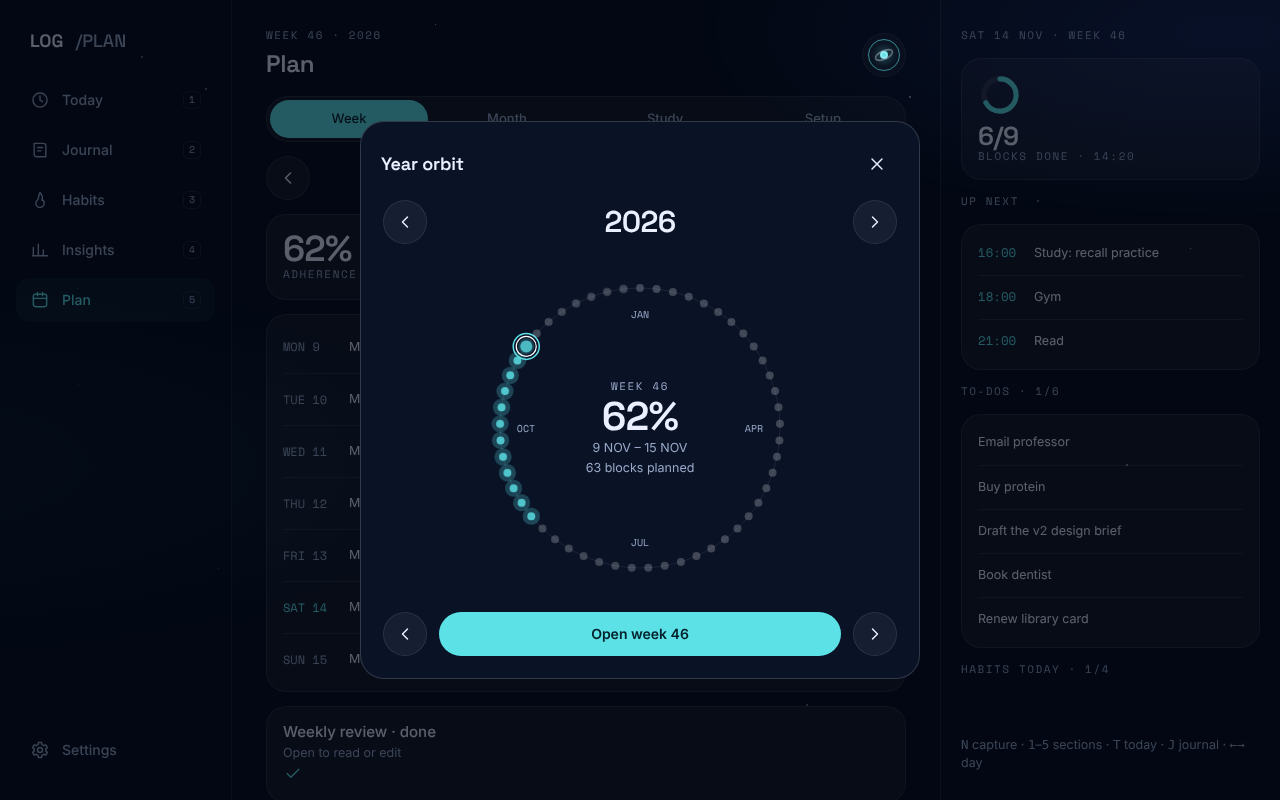 LOG /PLAN
Today 1
Journal 2
Habits 3
Insights 4
Plan 5
Settings
WEEK 46 · 2026
Plan
Week Month Study Setup
62%
ADHERENCE
MON 9 M
TUE 10 M
WED 11 M
THU 12 M
FRI 13 M
SAT 14 M
SUN 15 M
Weekly review · done
Open to read or edit
Year orbit
2026
JAN
APR
JUL
OCT
WEEK 46
62%
9 NOV – 15 NOV
63 blocks planned
Open week 46
SAT 14 NOV · WEEK 46
6/9
BLOCKS DONE · 14:20
UP NEXT
16:00 Study: recall practice
18:00 Gym
21:00 Read
TO-DOS · 1/6
Email professor
Buy protein
Draft the v2 design brief
Book dentist
Renew library card
HABITS TODAY · 1/4
N capture · 1–5 sections · T today · J journal · ←→
day